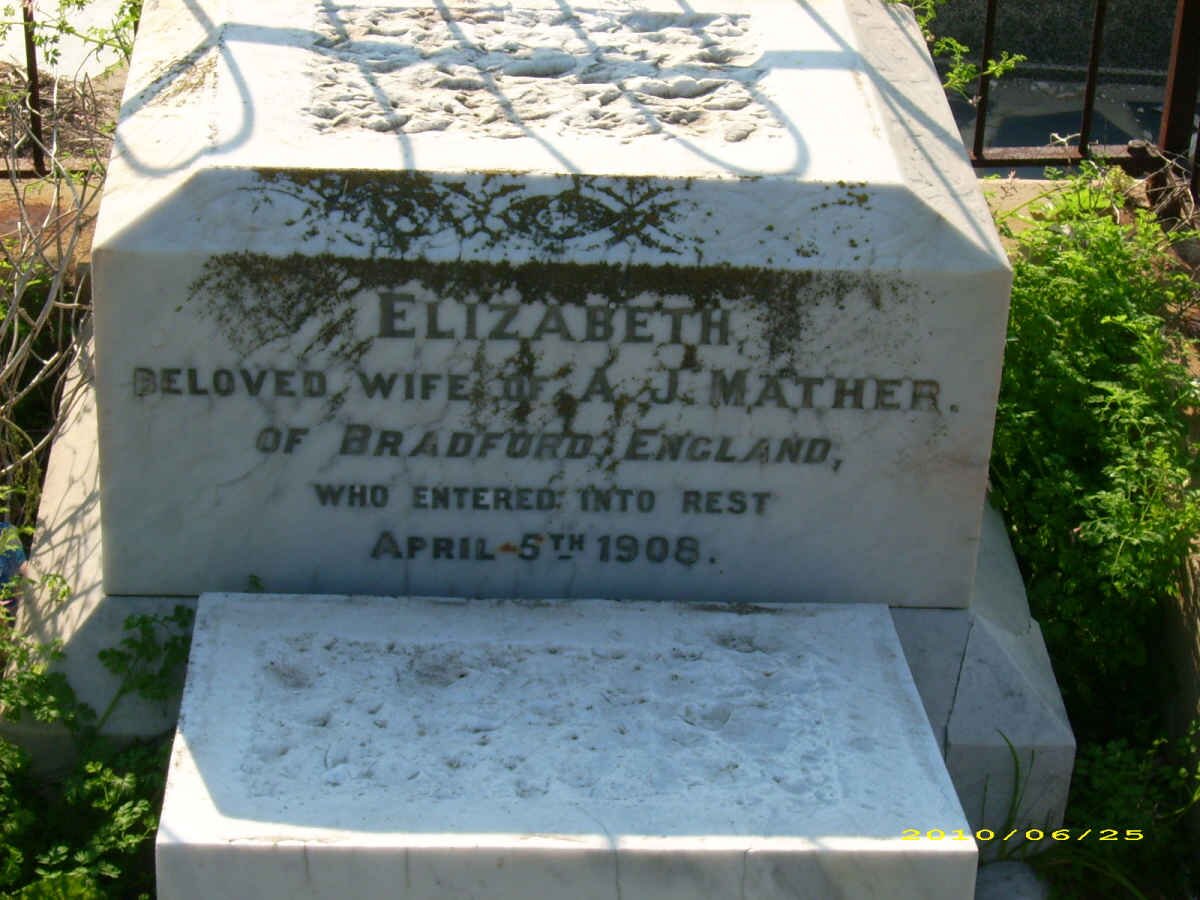 ELIZABETH,
BELOVED WIFE OF A. J. MATHER.
OF BRADFORD, ENGLAND,
WHO ENTERED INTO REST
APRIL 5TH 1908.
2010/06/25